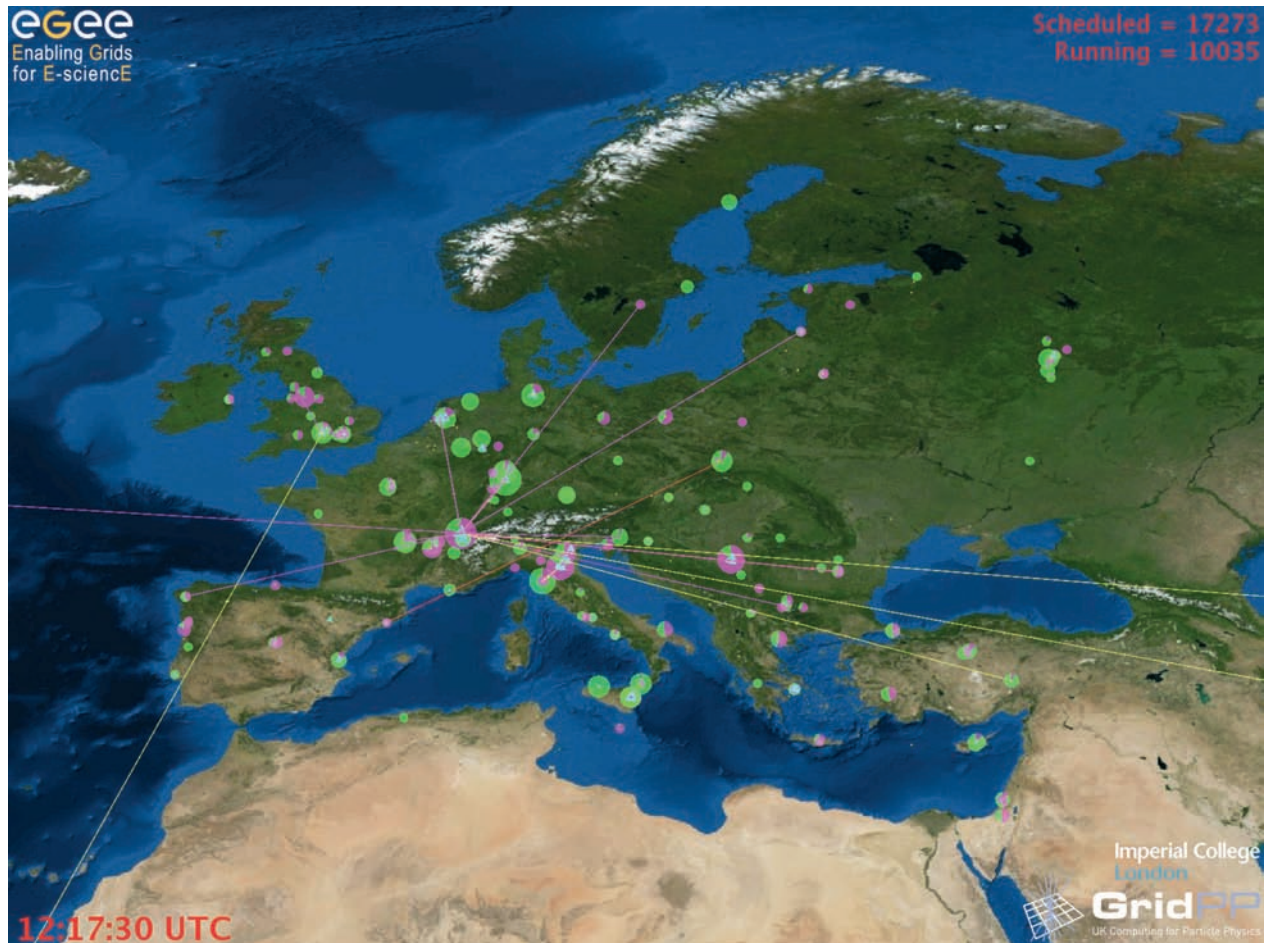 eGee
Enabling Grids
for E-sciencE
Scheduled = 17273
Running = 10035
12:17:30 UTC
Imperial College
London
GridPP
UK Computing for Particle Physics